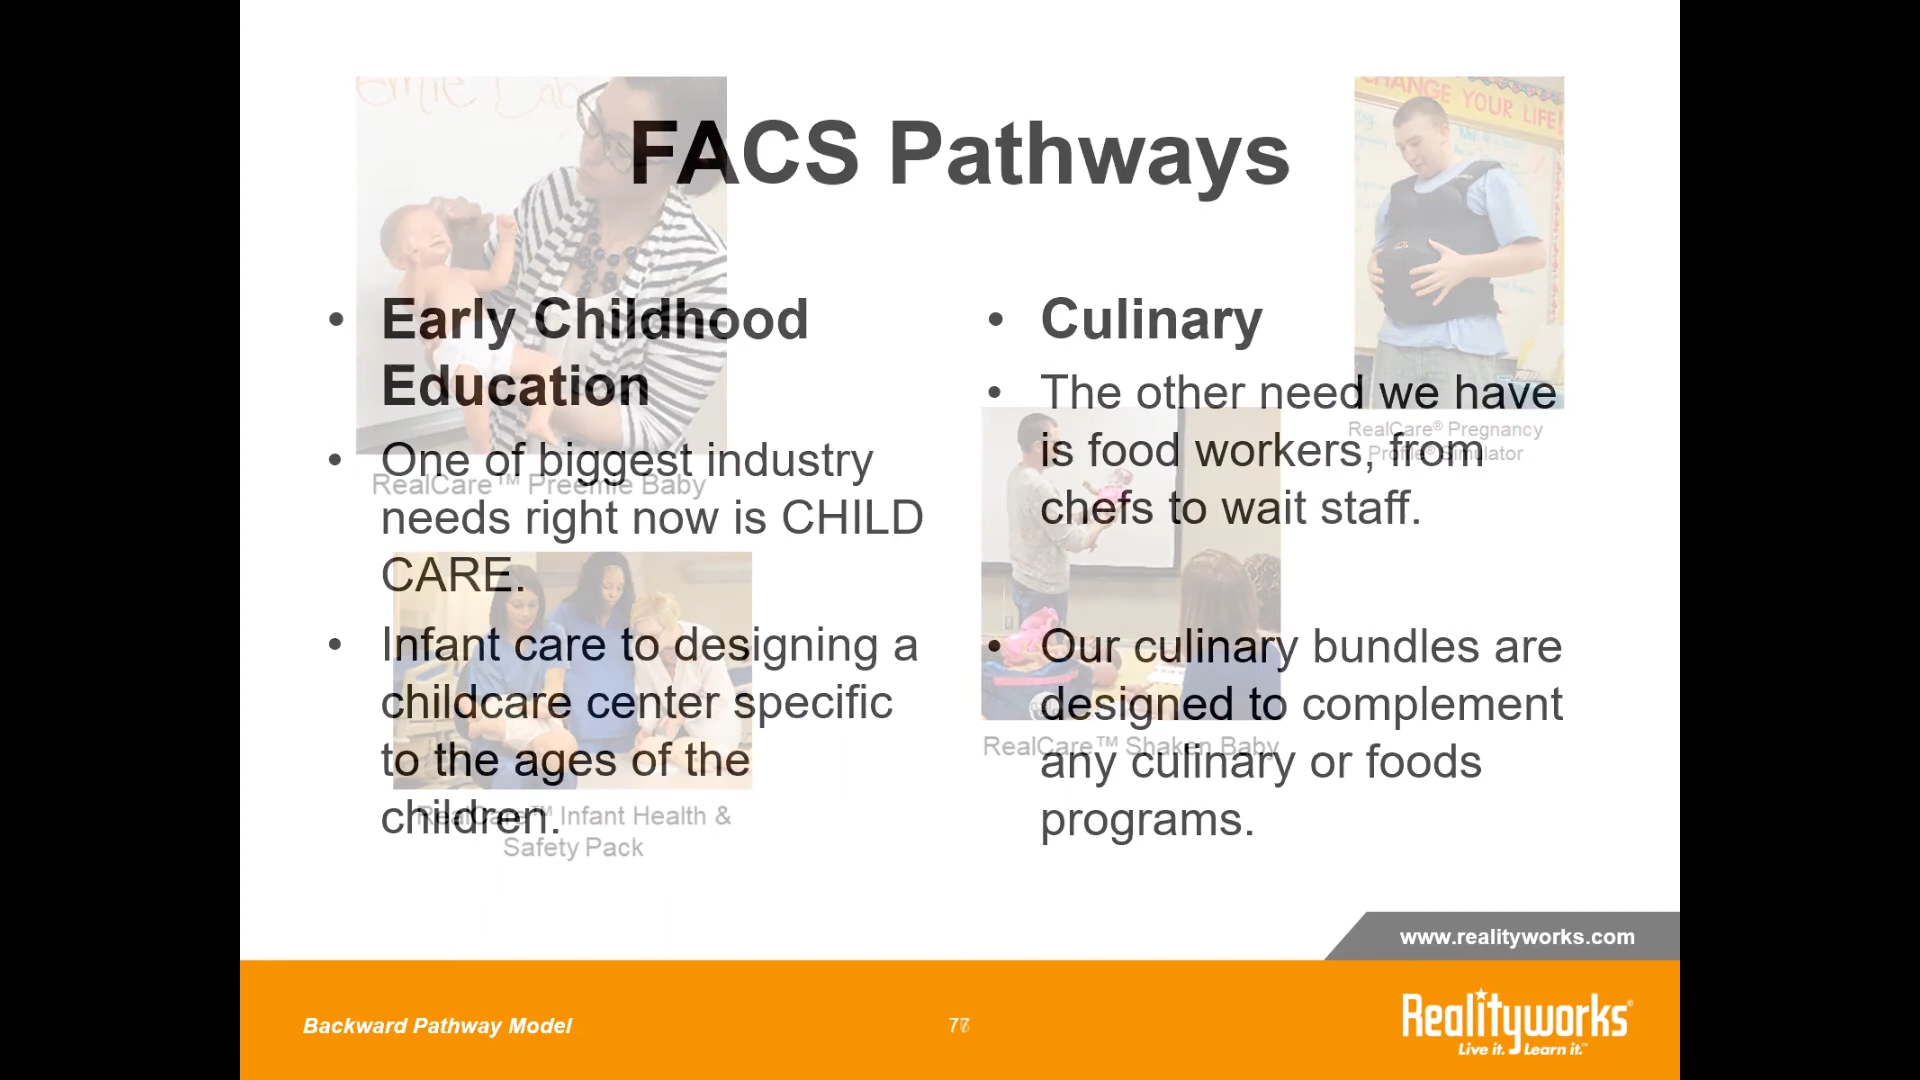 FACS Pathways
CHANGE YOUR LIFE!
• Early Childhood
Education
• One of biggest industry
needs right now is CHILD
CARE.
• Infant care to designing a
childcare center specific
to the ages of the
children.
• Culinary
• The other need we have
is food workers, from
chefs to wait staff.
• Our culinary bundles are
designed to complement
any culinary or foods
programs.
RealCare™ Preemie Baby
RealCare® Pregnancy
Profile® Simulator
RealCare™ Shaken Baby
RealCare™ Infant Health &
Safety Pack
www.realityworks.com
Backward Pathway Model
Realityworks®
Live it. Learn it.™